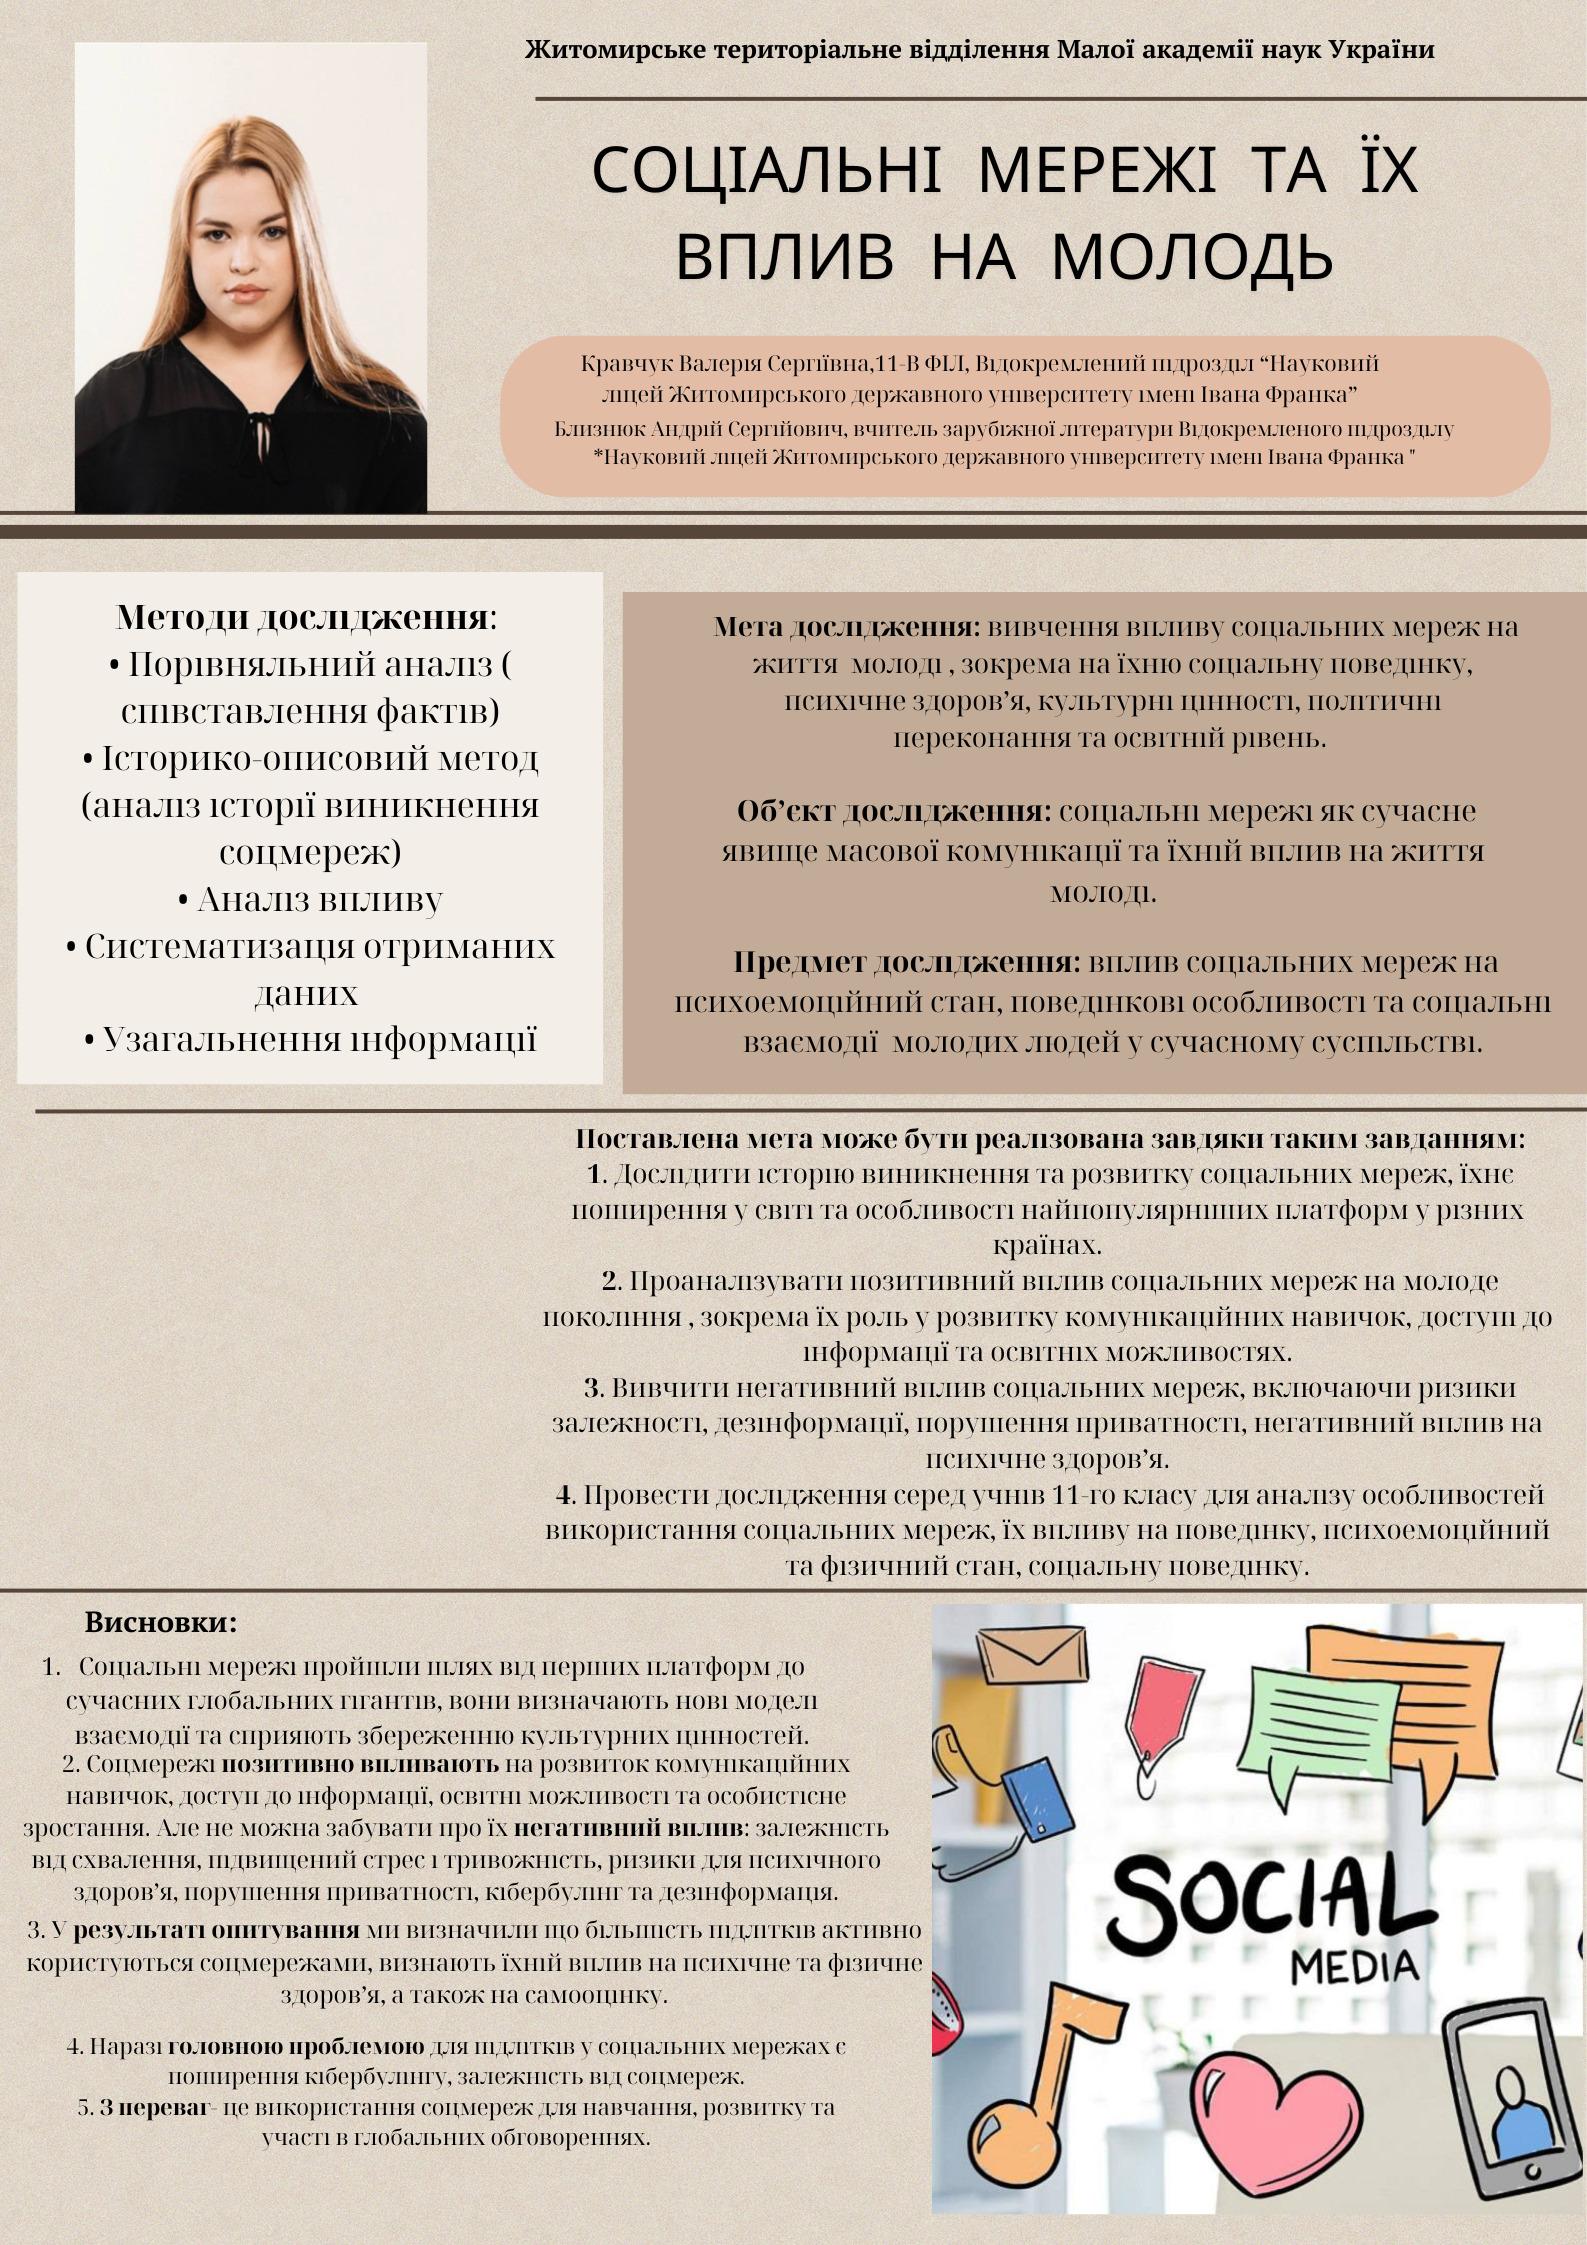 Житомирське територіальне відділення Малої академії наук України
СОЦІАЛЬНІ МЕРЕЖІ ТА ЇХ
ВПЛИВ НА МОЛОДЬ
Кравчук Валерія Сергіївна,11-В ФІЛ, Відокремлений підрозділ “Науковий
ліцей Житомирського державного університету імені Івана Франка”
Близнюк Андрій Сергійович, вчитель зарубіжної літератури Відокремленого підрозділу
*Науковий ліцей Житомирського державного університету імені Івана Франка "
Методи дослідження:
• Порівняльний аналіз (
співставлення фактів)
• Історико-описовий метод
(аналіз історії виникнення
соцмереж)
• Аналіз впливу
• Систематизація отриманих
даних
• Узагальнення інформації
Мета дослідження: вивчення впливу соціальних мереж на
життя молоді , зокрема на їхню соціальну поведінку,
психічне здоров’я, культурні цінності, політичні
переконання та освітній рівень.
Об’єкт дослідження: соціальні мережі як сучасне
явище масової комунікації та їхній вплив на життя
молоді.
Предмет дослідження: вплив соціальних мереж на
психоемоційний стан, поведінкові особливості та соціальні
взаємодії молодих людей у сучасному суспільстві.
Поставлена мета може бути реалізована завдяки таким завданням:
1. Дослідити історію виникнення та розвитку соціальних мереж, їхнє
поширення у світі та особливості найпопулярніших платформ у різних
країнах.
2. Проаналізувати позитивний вплив соціальних мереж на молоде
покоління , зокрема їх роль у розвитку комунікаційних навичок, доступі до
інформації та освітніх можливостях.
3. Вивчити негативний вплив соціальних мереж, включаючи ризики
залежності, дезінформації, порушення приватності, негативний вплив на
психічне здоров’я.
4. Провести дослідження серед учнів 11-го класу для аналізу особливостей
використання соціальних мереж, їх впливу на поведінку, психоемоційний
та фізичний стан, соціальну поведінку.
Висновки:
1. Соціальні мережі пройшли шлях від перших платформ до
сучасних глобальних гігантів, вони визначають нові моделі
взаємодії та сприяють збереженню культурних цінностей.
2. Соцмережі позитивно впливають на розвиток комунікаційних
навичок, доступ до інформації, освітні можливості та особистісне
зростання. Але не можна забувати про їх негативний вплив: залежність
від схвалення, підвищений стрес і тривожність, ризики для психічного
здоров’я, порушення приватності, кібербулінг та дезінформація.
3. У результаті опитування ми визначили що більшість підлітків активно
користуються соцмережами, визнають їхній вплив на психічне та фізичне
здоров’я, а також на самооцінку.
4. Наразі головною проблемою для підлітків у соціальних мережах є
поширення кібербулінгу, залежність від соцмереж.
5. З переваг- це використання соцмереж для навчання, розвитку та
участі в глобальних обговореннях.
SOCIAL
MEDIA